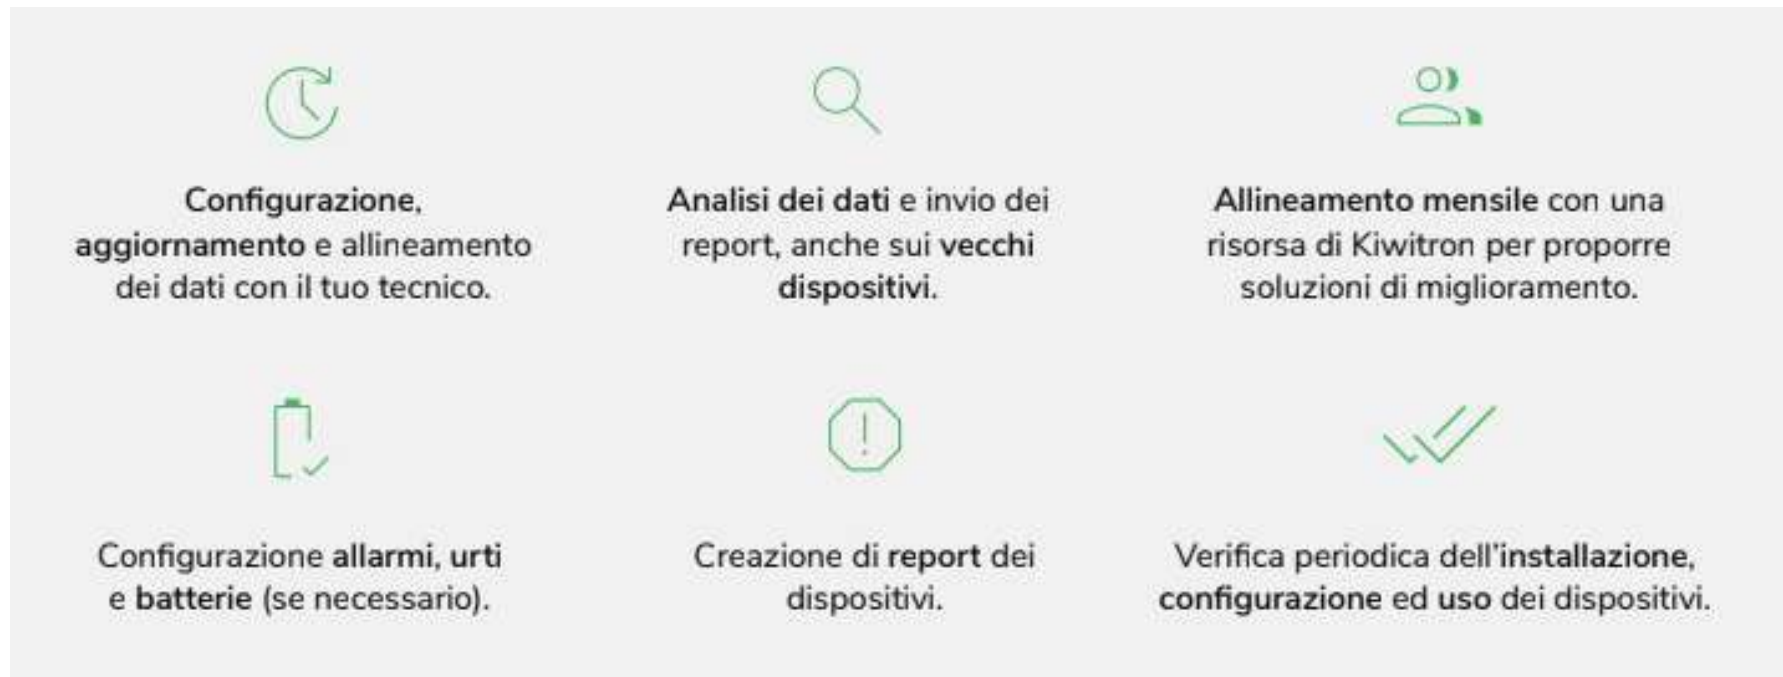 Configurazione,
aggiornamento e allineamento
dei dati con il tuo tecnico.
Analisi dei dati e invio dei
report, anche sui vecchi
dispositivi.
Allineamento mensile con una
risorsa di Kiwitron per proporre
soluzioni di miglioramento.
Configurazione allarmi, urti
e batterie (se necessario).
Creazione di report dei
dispositivi.
Verifica periodica dell'installazione,
configurazione ed uso dei dispositivi.